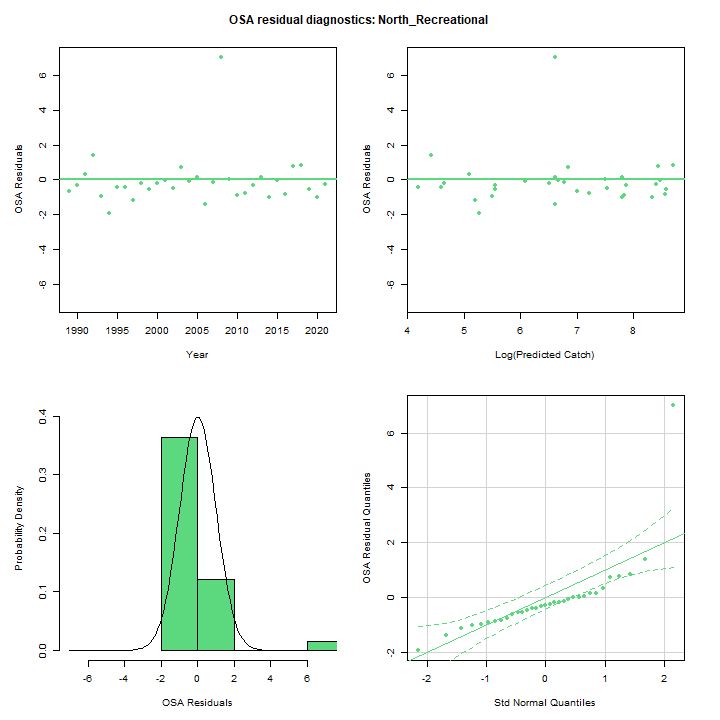 OSA residual diagnostics: North_Recreational
OSA Residuals
6
4
2
0
-2
-4
-6
1990 1995 2000 2005 2010 2015 2020
Year
OSA Residuals
6
4
2
0
-2
-4
-6
4 5 6 7 8
Log(Predicted Catch)
Probability Density
0.4
0.3
0.2
0.1
0.0
-6 -4 -2 0 2 6
OSA Residuals
OSA Residual Quantiles
6
4
2
0
-2
-2 -1 0 1 2
Std Normal Quantiles